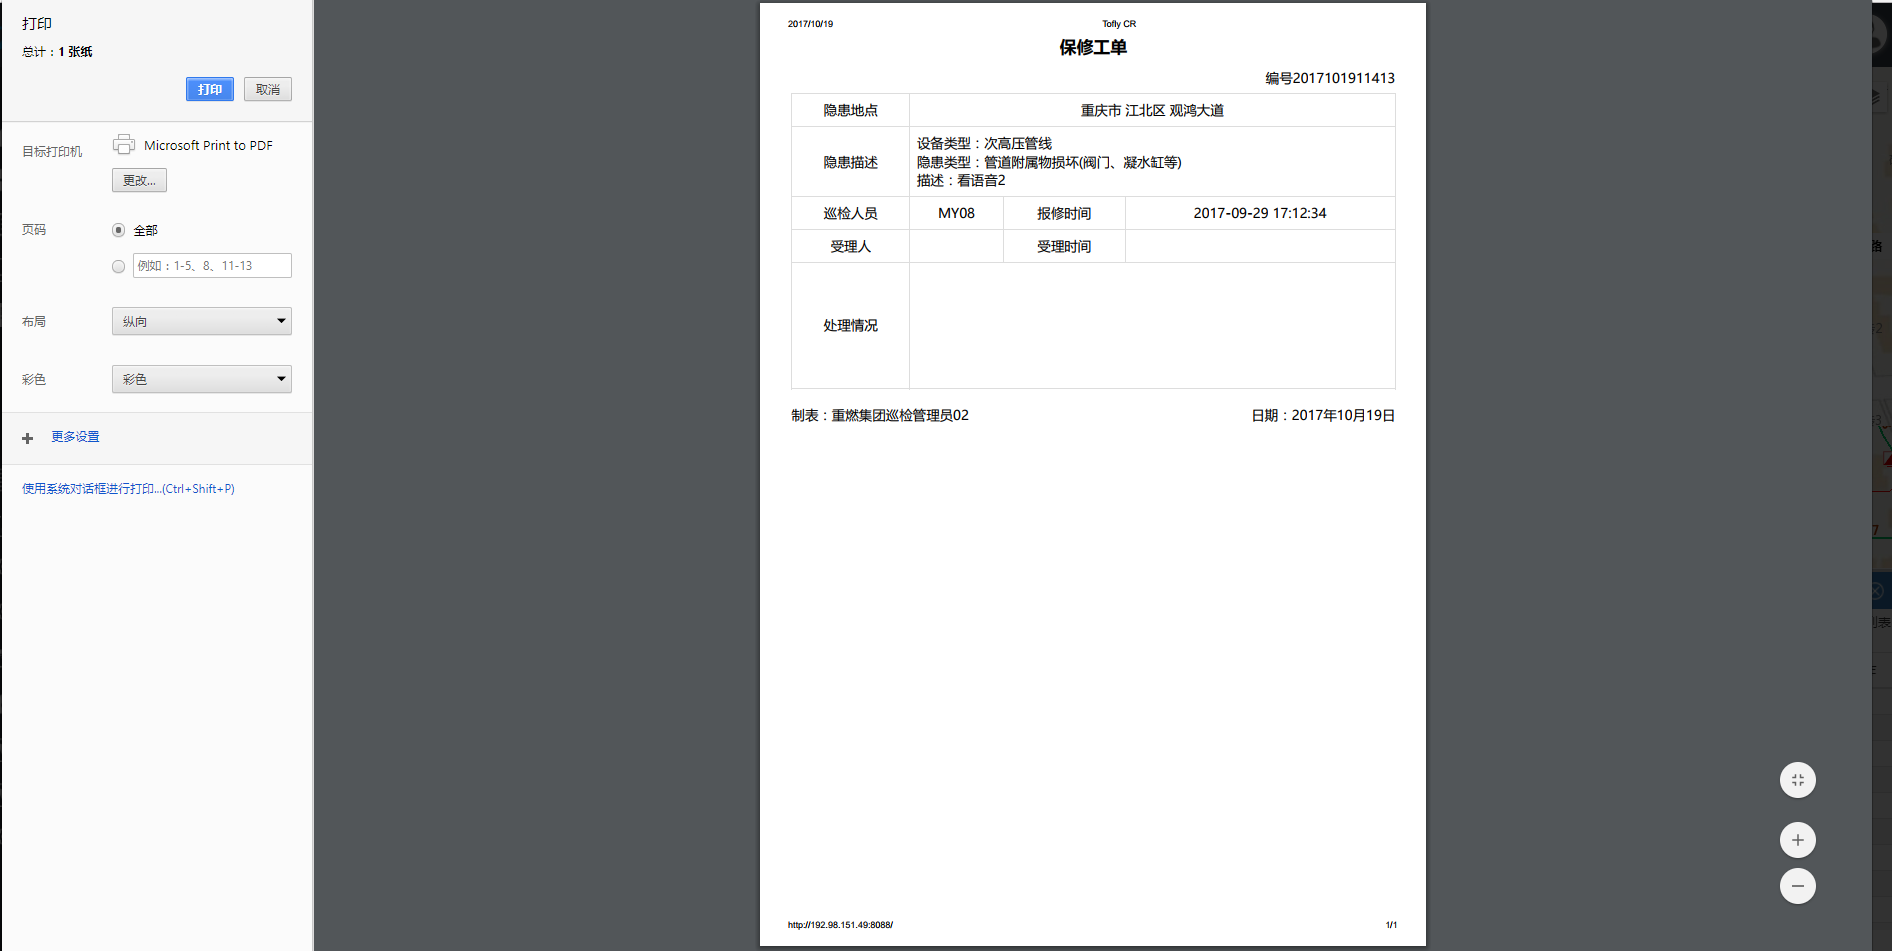 打印
总计：1 张纸
打印 取消
目标打印机 Microsoft Print to PDF
更改...
页码 全部
例如：1-5、8、11-13
布局 纵向
彩色 彩色
更多设置
使用系统对话框进行打印...(Ctrl+Shift+P)
2017/10/19 Tofly CR
保修工单
编号2017101911413
隐患地点 重庆市 江北区 观鸿大道
隐患描述
设备类型：次高压管线
隐患类型：管道附属物损坏(阀门、凝水缸等)
描述：看语音2
巡检人员 MY08 报修时间 2017-09-29 17:12:34
受理人 受理时间
处理情况
制表：重燃集团巡检管理员02 日期：2017年10月19日
http://192.98.151.49:8088/ 1/1
路
7